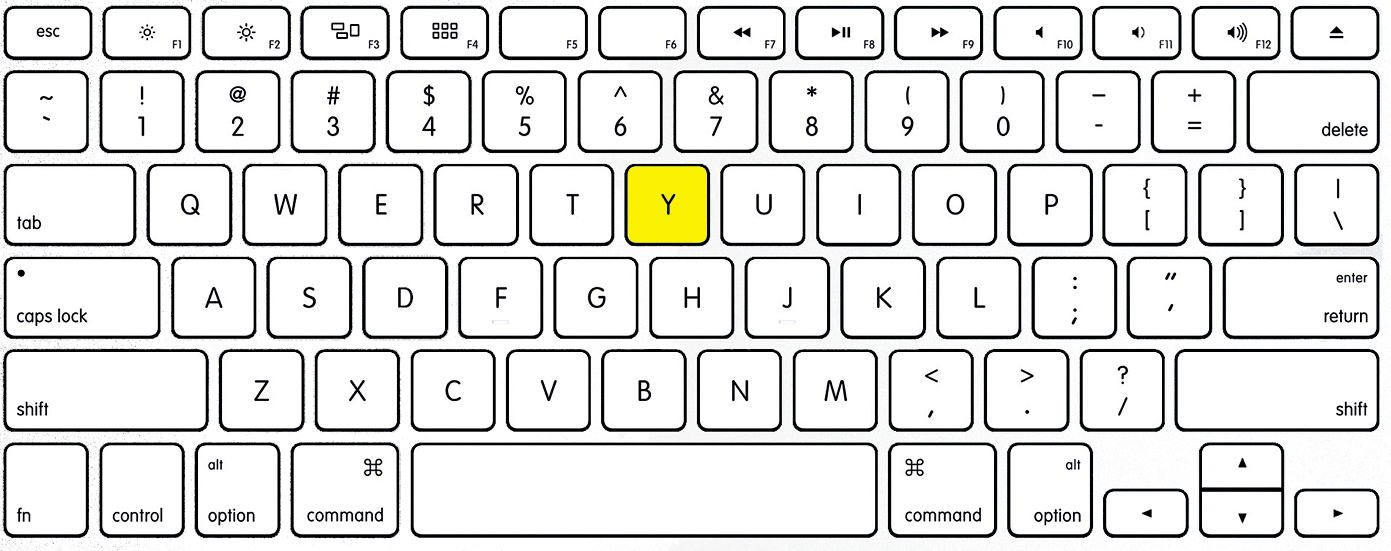 esc F1 F2 F3 F4 F5 F6 F7 F8 F9 F10 F11 F12
~ ! @ # $ % ^ & * ( ) – +
` 1 2 3 4 5 6 7 8 9 0 - =
delete
tab Q W E R T Y U I O P { } |
[ ] \
caps lock A S D F G H J K L : " enter
; ' return
shift Z X C V B N M < > ? shift
, . /
alt ⌘ ⌘ alt
fn control option command command option